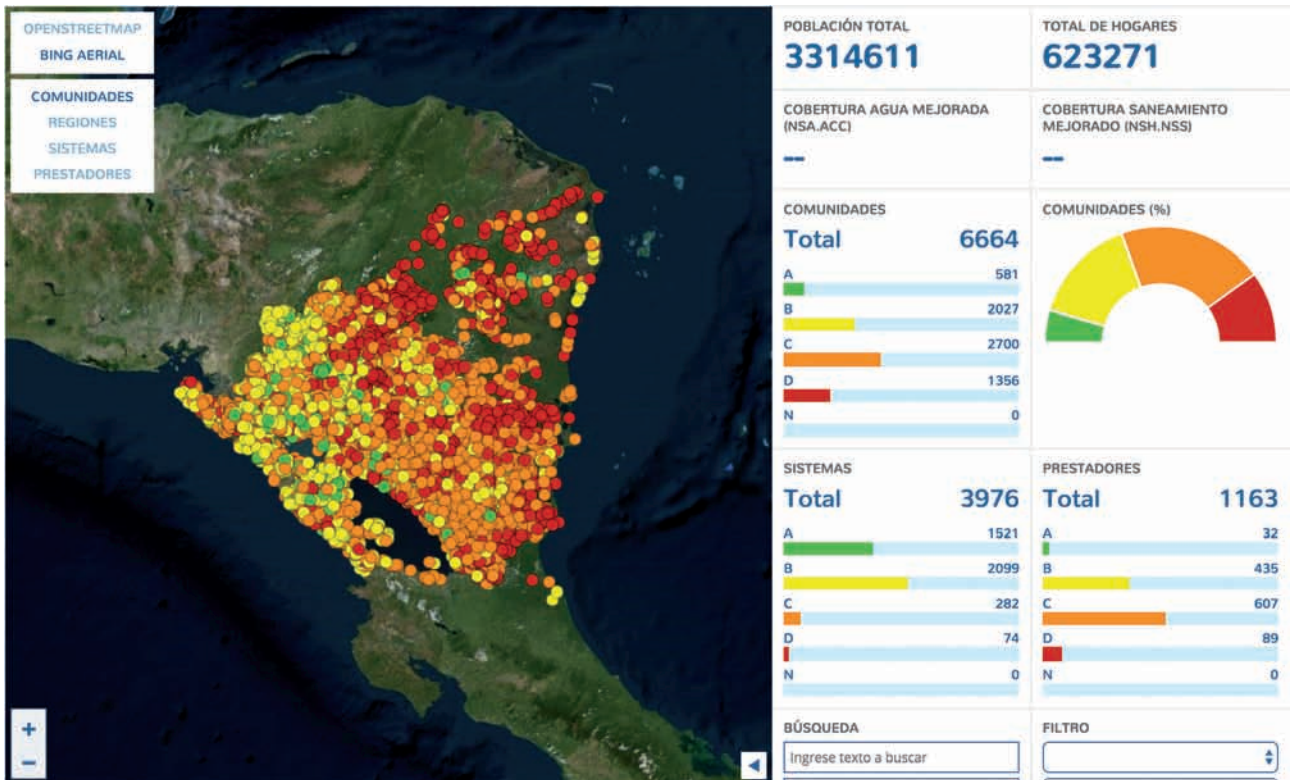 OPENSTREETMAP
BING AERIAL
COMUNIDADES
REGIONES
SISTEMAS
PRESTADORES
+
−
POBLACIÓN TOTAL
3314611
TOTAL DE HOGARES
623271
COBERTURA AGUA MEJORADA
(NSA.ACC)
--
COBERTURA SANEAMIENTO
MEJORADO (NSH.NSS)
--
COMUNIDADES
Total 6664
A 581
B 2027
C 2700
D 1356
N 0
COMUNIDADES (%)
SISTEMAS
Total 3976
A 1521
B 2099
C 282
D 74
N 0
PRESTADORES
Total 1163
A 32
B 435
C 607
D 89
N 0
BÚSQUEDA
Ingrese texto a buscar
FILTRO